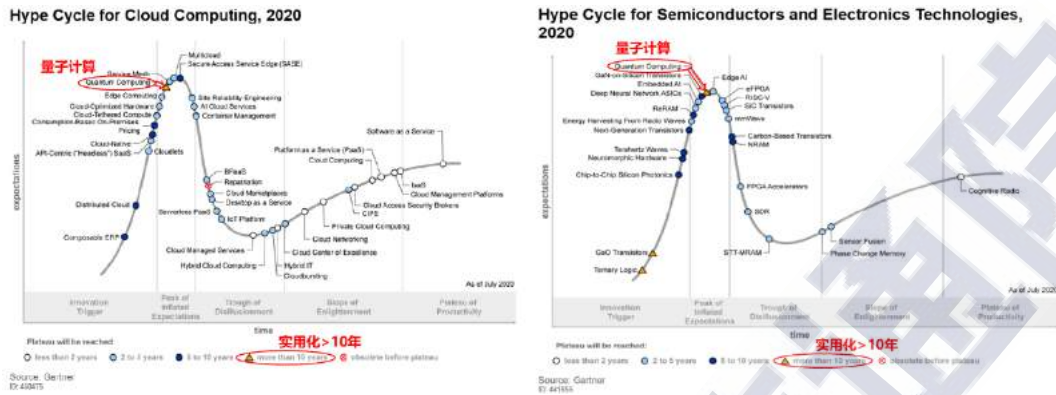 Hype Cycle for Cloud Computing, 2020
量子计算
Multicloud
Secure Access Service Edge (SASE)
Service Mesh
Quantum Computing
Edge Computing
Cloud-Optimized Hardware
Cloud-Tethered Compute
Consumption-Based On-Premises
Pricing
Cloud-Native
API-Centric ("Headless") SaaS
Cloudlets
Distributed Cloud
Composable ERP
Site Reliability Engineering
AI Cloud Services
Container Management
BPaaS
Repatriation
Cloud Marketplaces
Desktop as a Service
Serverless PaaS
IoT Platform
Cloud Managed Services
Hybrid Cloud Computing
Hybrid IT
Cloudbursting
Cloud Center of Excellence
Cloud Networking
Private Cloud Computing
CIPS
Cloud Access Security Brokers
Cloud Management Platforms
IaaS
Cloud Computing
Platform as a Service (PaaS)
Software as a Service
expectations
As of July 2020
Innovation
Trigger
Peak of
Inflated
Expectations
Trough of
Disillusionment
Slope of
Enlightenment
Plateau of
Productivity
time
实用化>10年
Plateau will be reached:
less than 2 years
2 to 5 years
5 to 10 years
more than 10 years
obsolete before plateau
Source: Gartner
Hype Cycle for Semiconductors and Electronics Technologies,
2020
量子计算
Quantum Computing
GaN-on-Silicon Transistors
Embedded AI
Deep Neural Network ASICs
ReRAM
Energy Harvesting From Radio Waves
Next-Generation Transistors
Terahertz Waves
Neuromorphic Hardware
Chip-to-Chip Silicon Photonics
GaO Transistors
Ternary Logic
Edge AI
eFPGA
RISC-V
SiC Transistors
mmWave
Carbon-Based Transistors
NRAM
FPGA Accelerators
STT-MRAM
Sensor Fusion
Phase Change Memory
Cognitive Radio
expectations
As of July 2020
Innovation
Trigger
Peak of
Inflated
Expectations
Trough of
Disillusionment
Slope of
Enlightenment
Plateau of
Productivity
time
实用化>10年
Plateau will be reached:
less than 2 years
2 to 5 years
5 to 10 years
more than 10 years
obsolete before plateau
Source: Gartner